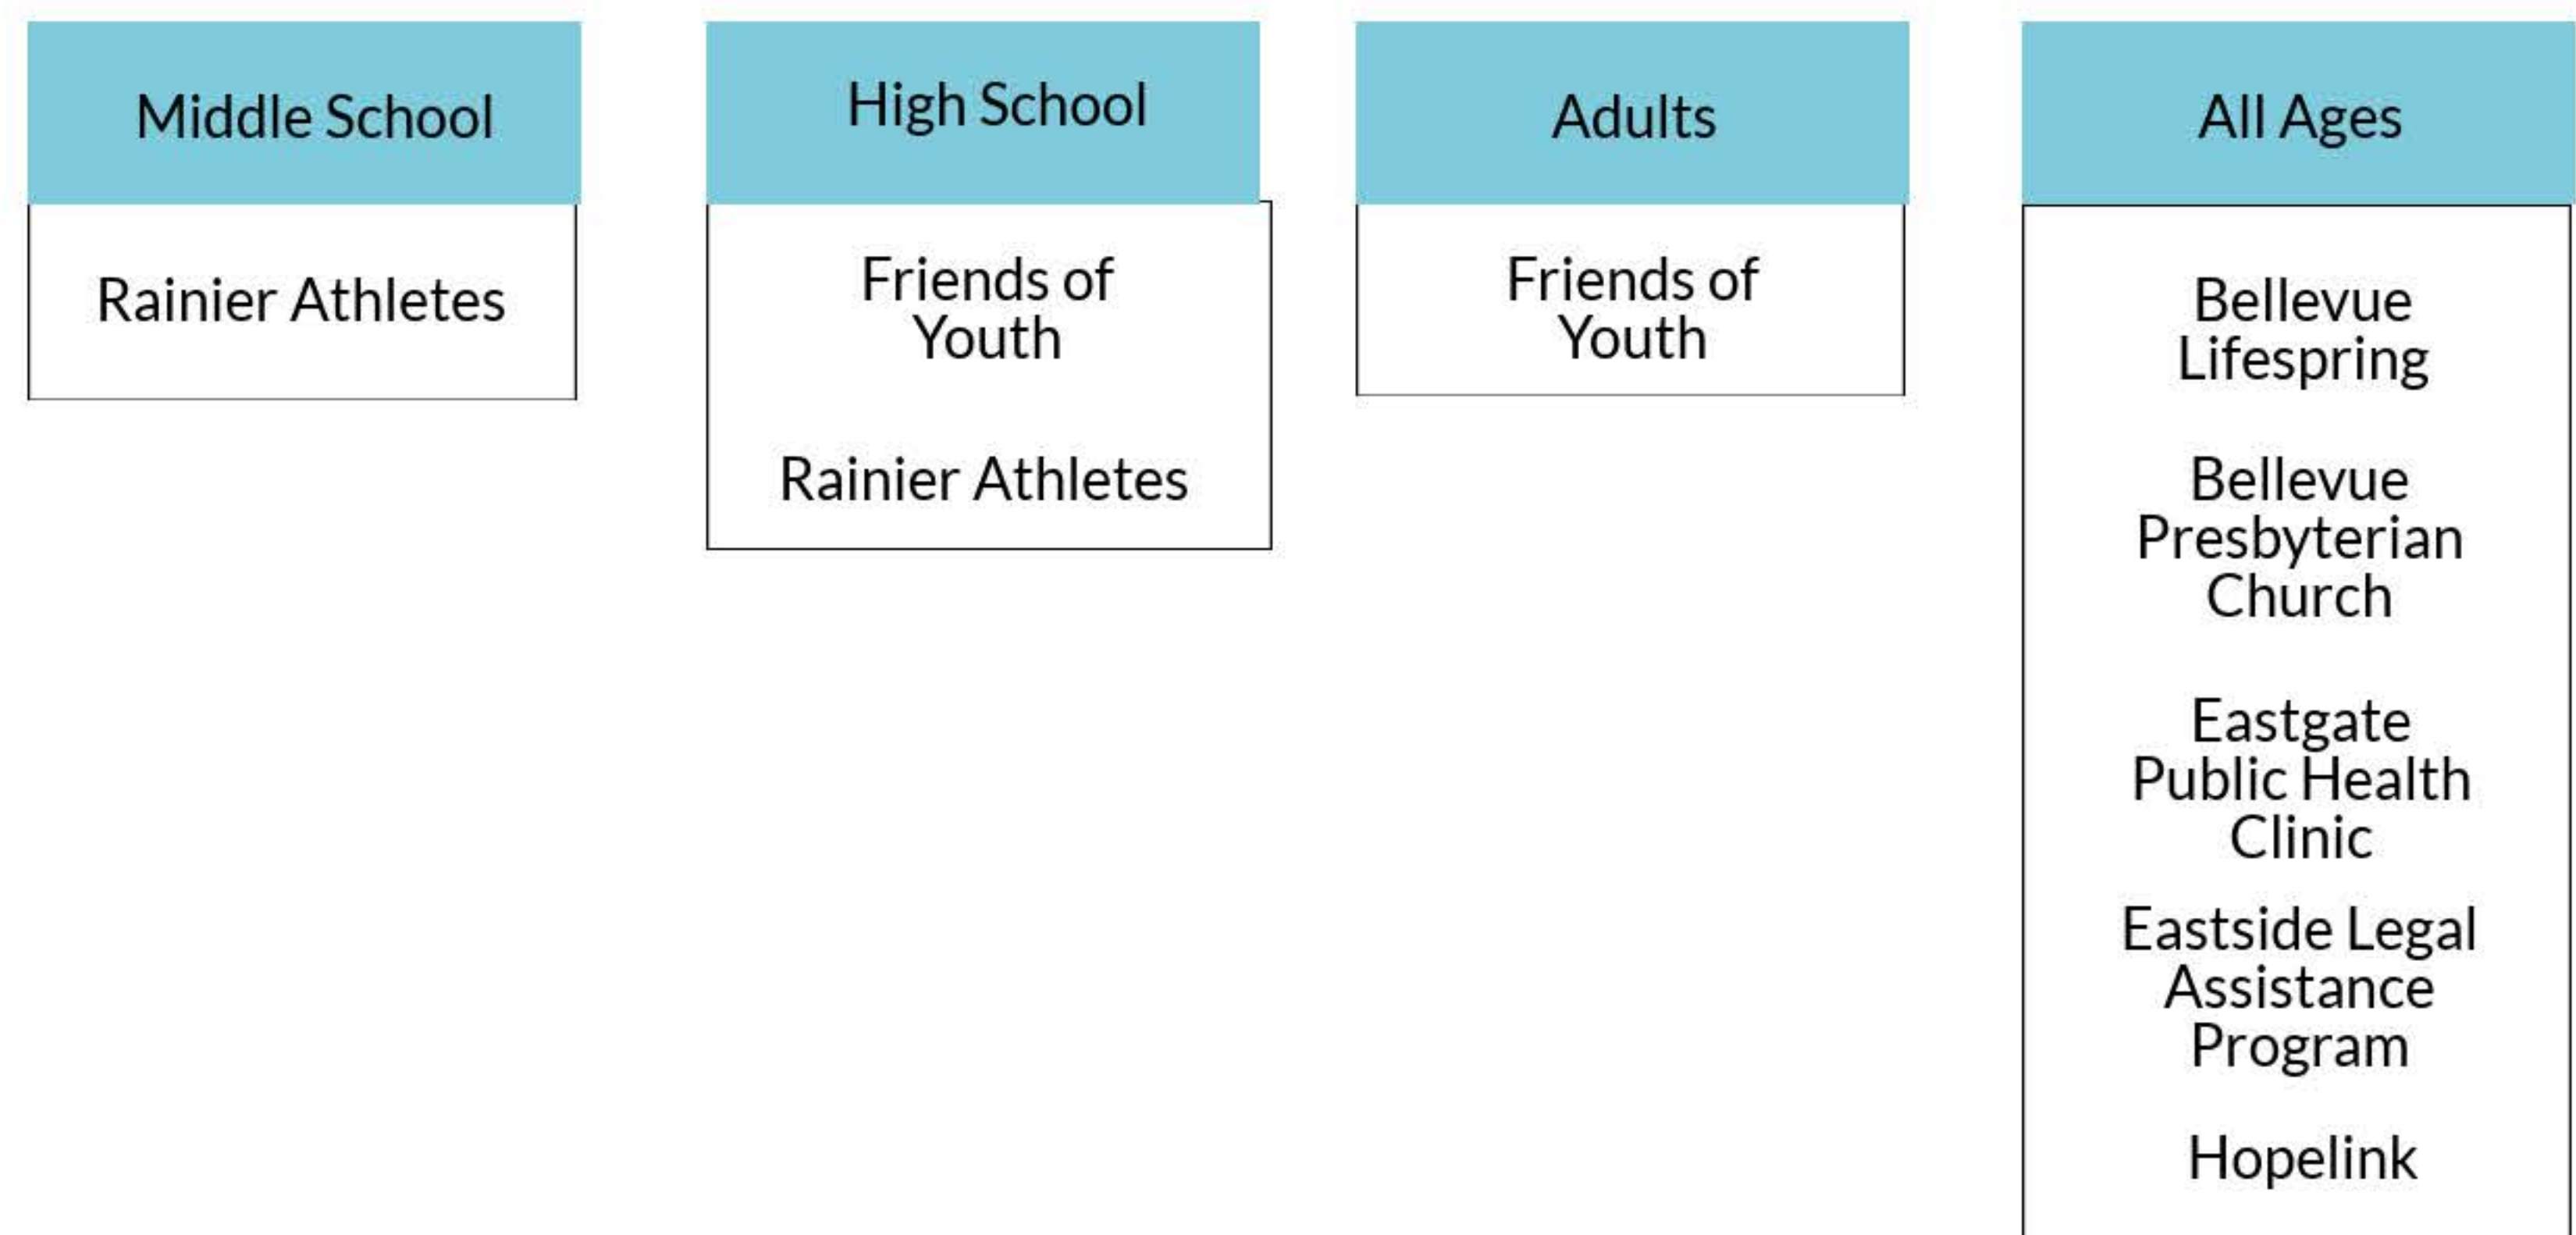 Middle School
Rainier Athletes
High School
Friends of
Youth
Rainier Athletes
Adults
Friends of
Youth
All Ages
Bellevue
Lifespring
Bellevue
Presbyterian
Church
Eastgate
Public Health
Clinic
Eastside Legal
Assistance
Program
Hopelink